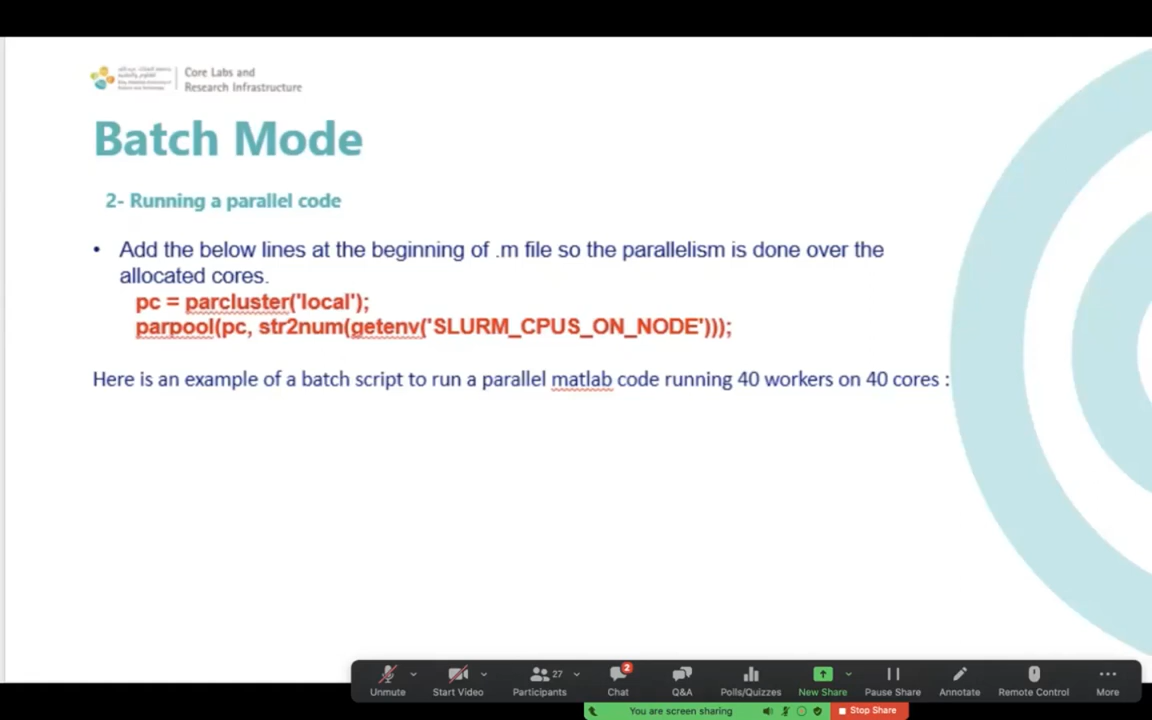 Core Labs and
Research Infrastructure
Batch Mode
2- Running a parallel code
• Add the below lines at the beginning of .m file so the parallelism is done over the
allocated cores.
pc = parcluster('local');
parpool(pc, str2num(getenv('SLURM_CPUS_ON_NODE')));
Here is an example of a batch script to run a parallel matlab code running 40 workers on 40 cores :
Unmute
Start Video
Participants
27
Chat
2
Q&A
Polls/Quizzes
New Share
Pause Share
Annotate
Remote Control
More
You are screen sharing
Stop Share